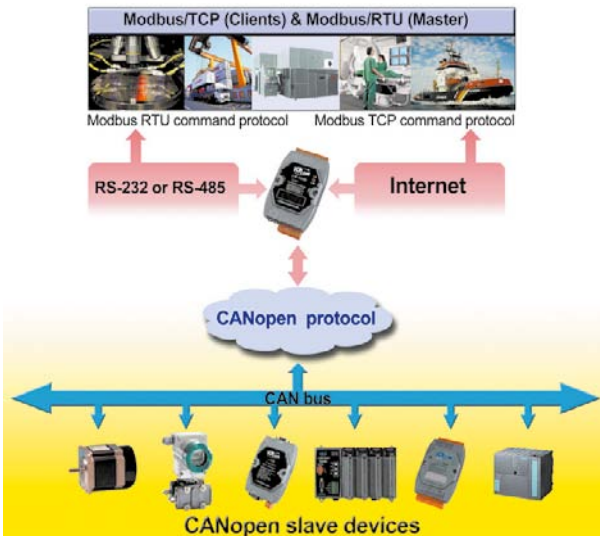 Modbus/TCP (Clients) & Modbus/RTU (Master)
Modbus RTU command protocol
Modbus TCP command protocol
RS-232 or RS-485
Internet
CANopen protocol
CAN bus
CANopen slave devices